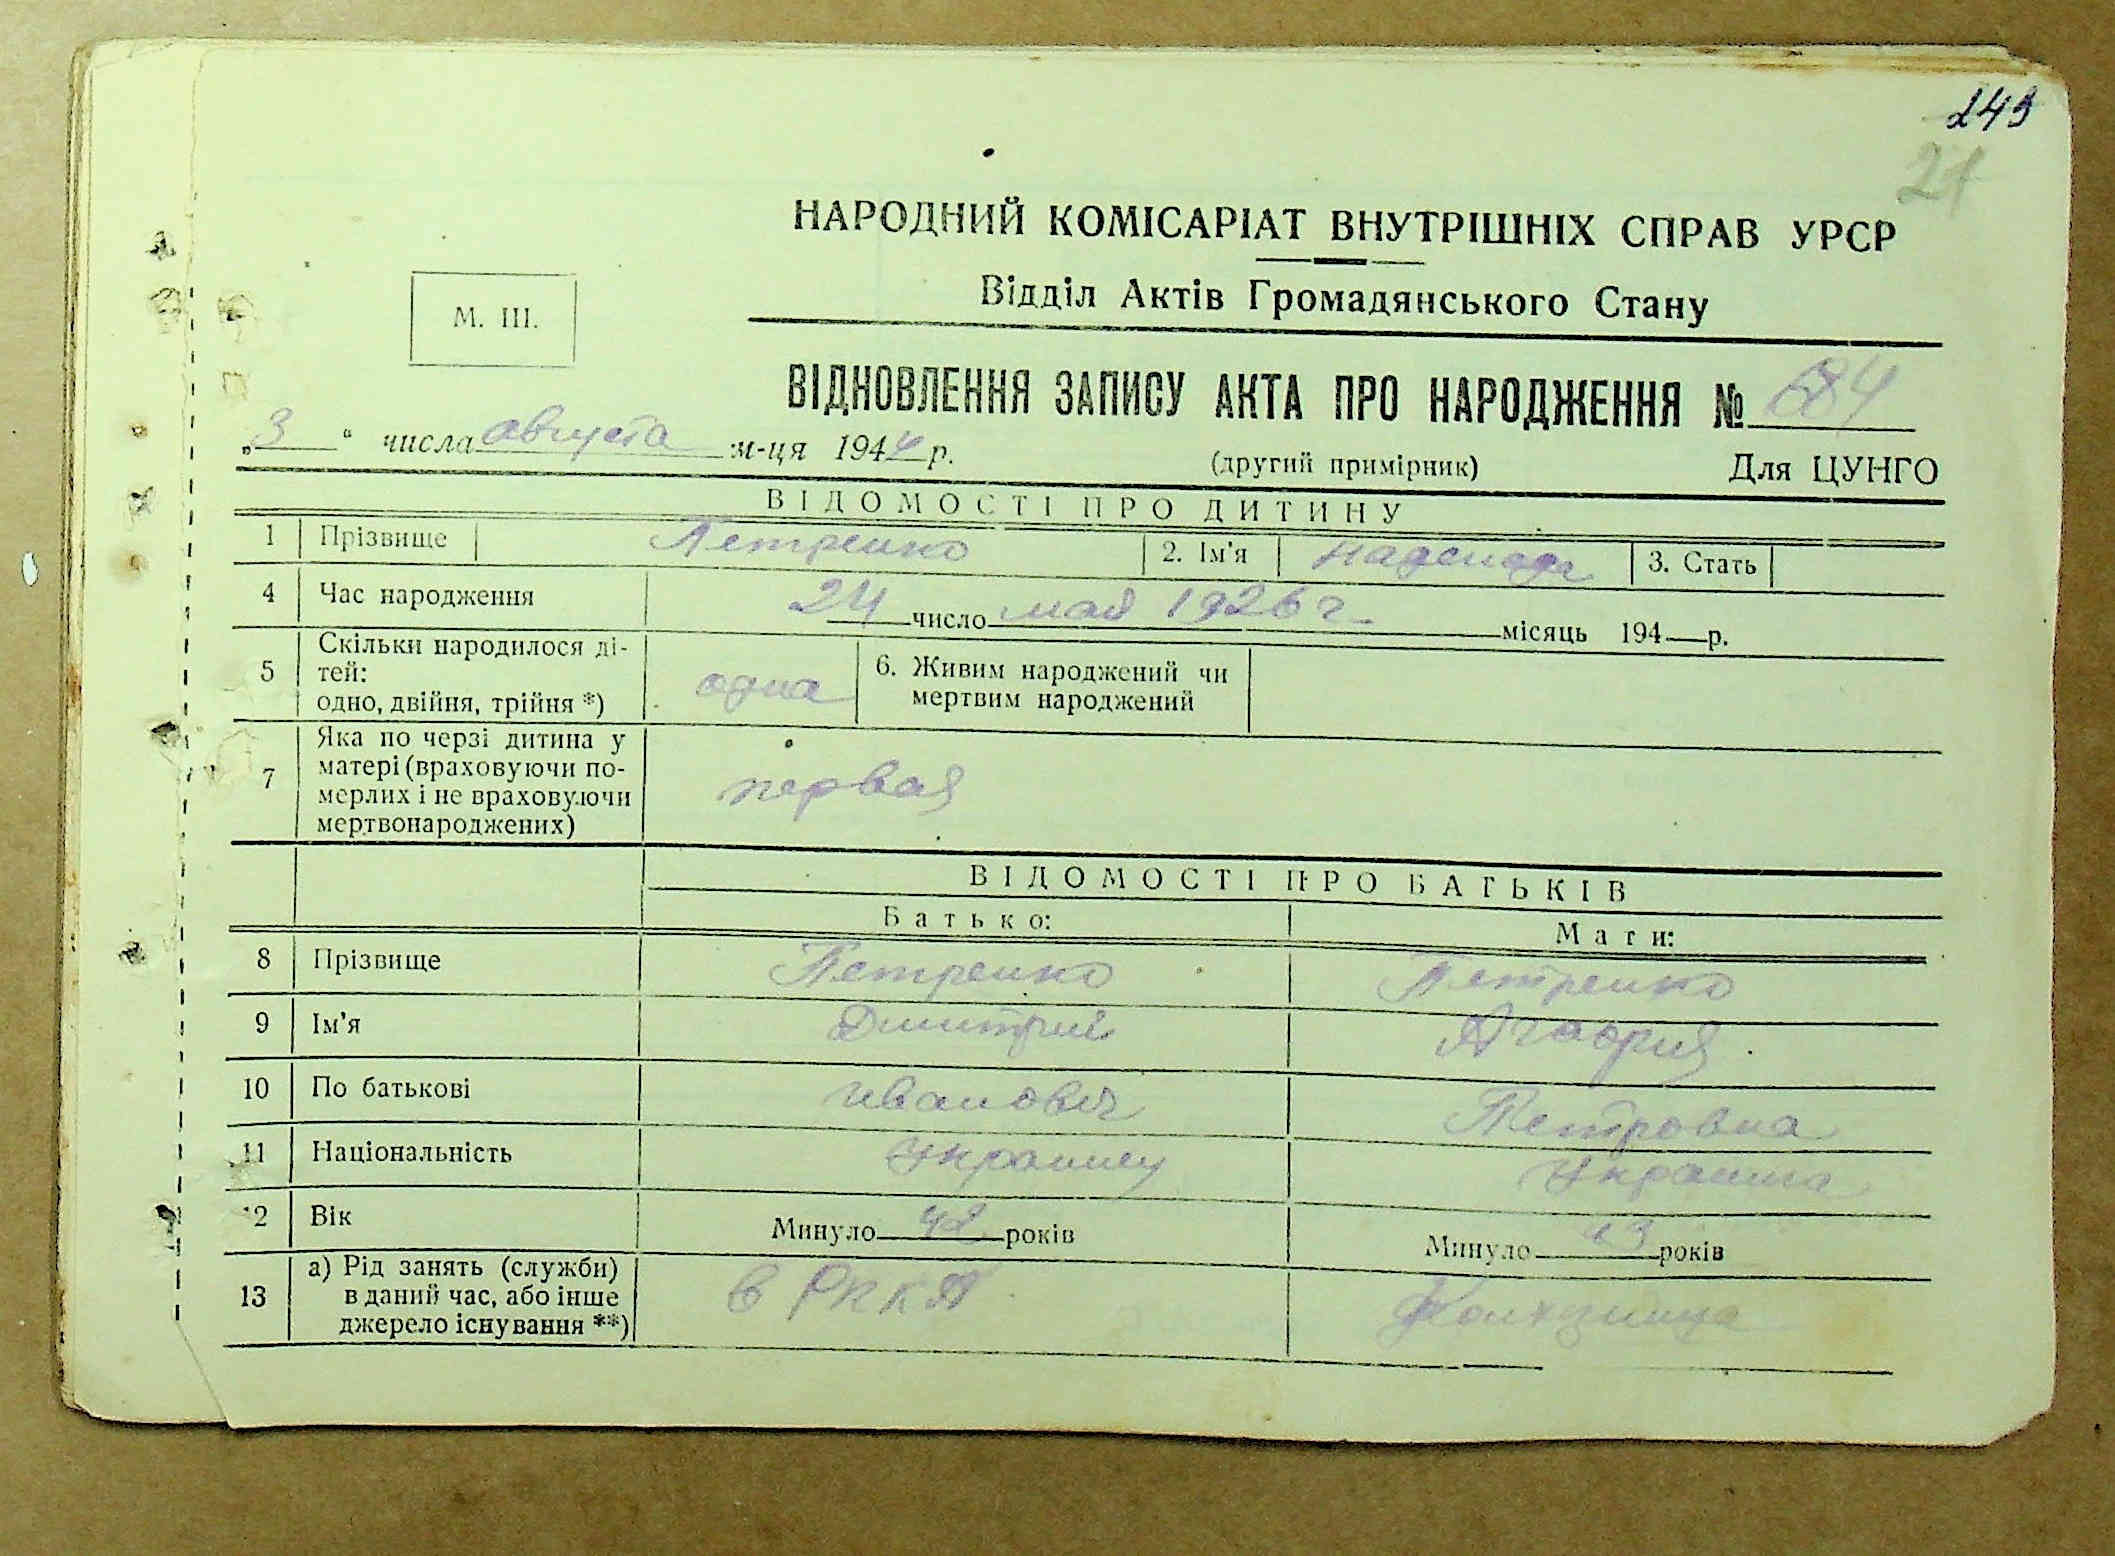 249
21
НАРОДНИЙ КОМІСАРІАТ ВНУТРІШНІХ СПРАВ УРСР
Відділ Актів Громадянського Стану
М. Ш.
ВІДНОВЛЕННЯ ЗАПИСУ АКТА ПРО НАРОДЖЕННЯ № 684
„3“ числа августа м-ця 1944 р.
(другий примірник) Для ЦУНГО
ВІДОМОСТІ ПРО ДИТИНУ
1 Прізвище Петренко 2. Ім'я Надежда 3. Стать
4 Час народження 24 число мая 1926 г. місяць 194 р.
5 Скільки народилося ді-
тей:
одно, двійня, трійня *) одна
6. Живим народжений чи
мертвим народжений
7 Яка по черзі дитина у
матері (враховуючи по-
мерлих і не враховуючи
мертвонароджених) первая
ВІДОМОСТІ ПРО БАТЬКІВ
Батько: Мати:
8 Прізвище Петренко Петренко
9 Ім'я Дмитрий
10 По батькові Иванович Петровна
11 Національність Украинец Украинка
12 Вік Минуло 42 років Минуло 43 років
13 а) Рід занять (служби)
в даний час, або інше
джерело існування **) в РККА Колхозница